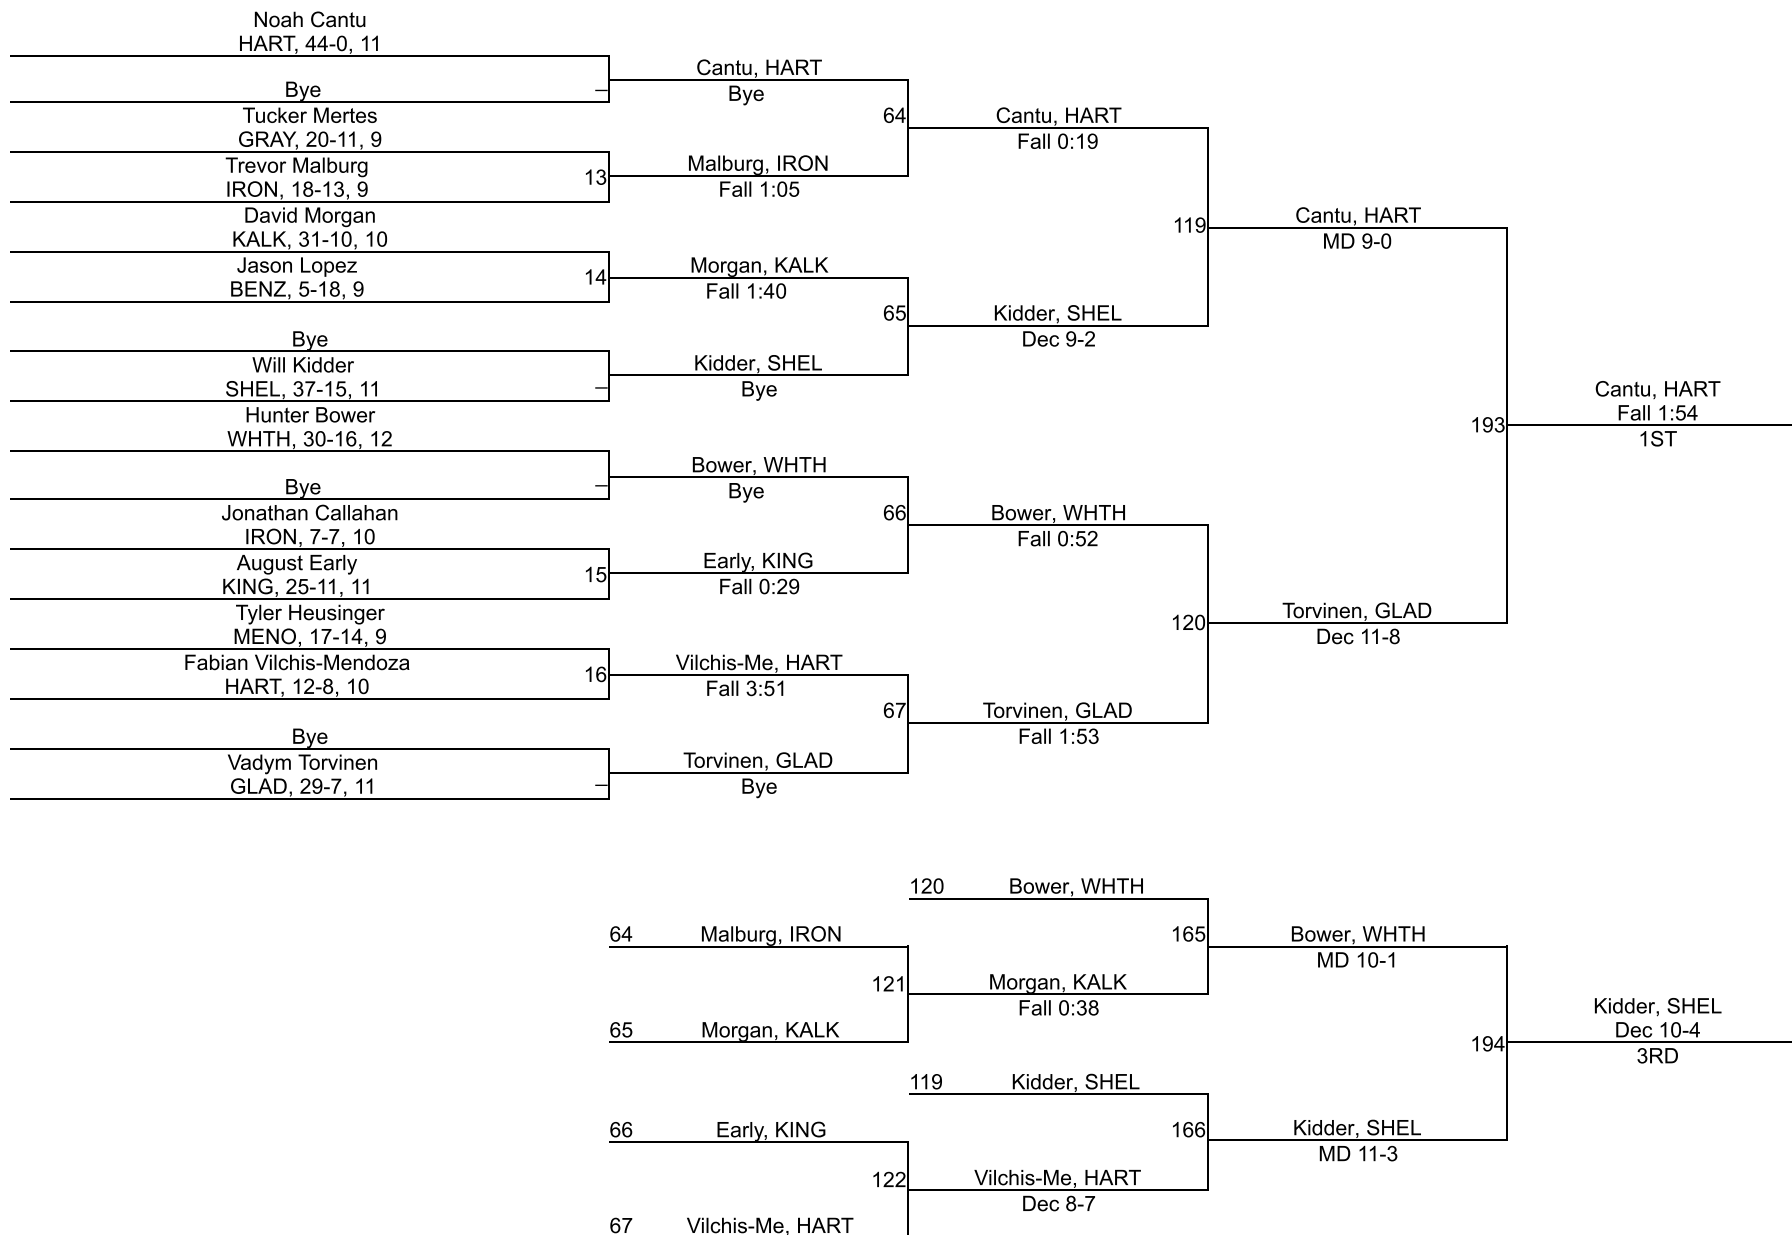 Noah Cantu
HART, 44-0, 11
Bye
–
Tucker Mertes
GRAY, 20-11, 9
Trevor Malburg
IRON, 18-13, 9
13
David Morgan
KALK, 31-10, 10
Jason Lopez
BENZ, 5-18, 9
14
Bye
Will Kidder
SHEL, 37-15, 11
–
Hunter Bower
WHTH, 30-16, 12
Bye
–
Jonathan Callahan
IRON, 7-7, 10
August Early
KING, 25-11, 11
15
Tyler Heusinger
MENO, 17-14, 9
Fabian Vilchis-Mendoza
HART, 12-8, 10
16
Bye
Vadym Torvinen
GLAD, 29-7, 11
–
Cantu, HART
Bye
64
Malburg, IRON
Fall 1:05
Morgan, KALK
Fall 1:40
65
Kidder, SHEL
Bye
Bower, WHTH
Bye
66
Early, KING
Fall 0:29
Vilchis-Me, HART
Fall 3:51
67
Torvinen, GLAD
Bye
Cantu, HART
Fall 0:19
119
Kidder, SHEL
Dec 9-2
Bower, WHTH
Fall 0:52
120
Torvinen, GLAD
Fall 1:53
Cantu, HART
MD 9-0
193
Torvinen, GLAD
Dec 11-8
Cantu, HART
Fall 1:54
1ST
120 Bower, WHTH
64 Malburg, IRON
165
121
Morgan, KALK
Fall 0:38
65 Morgan, KALK
119 Kidder, SHEL
66 Early, KING
166
122
Vilchis-Me, HART
Dec 8-7
67 Vilchis-Me, HART
Bower, WHTH
MD 10-1
194
Kidder, SHEL
MD 11-3
Kidder, SHEL
Dec 10-4
3RD